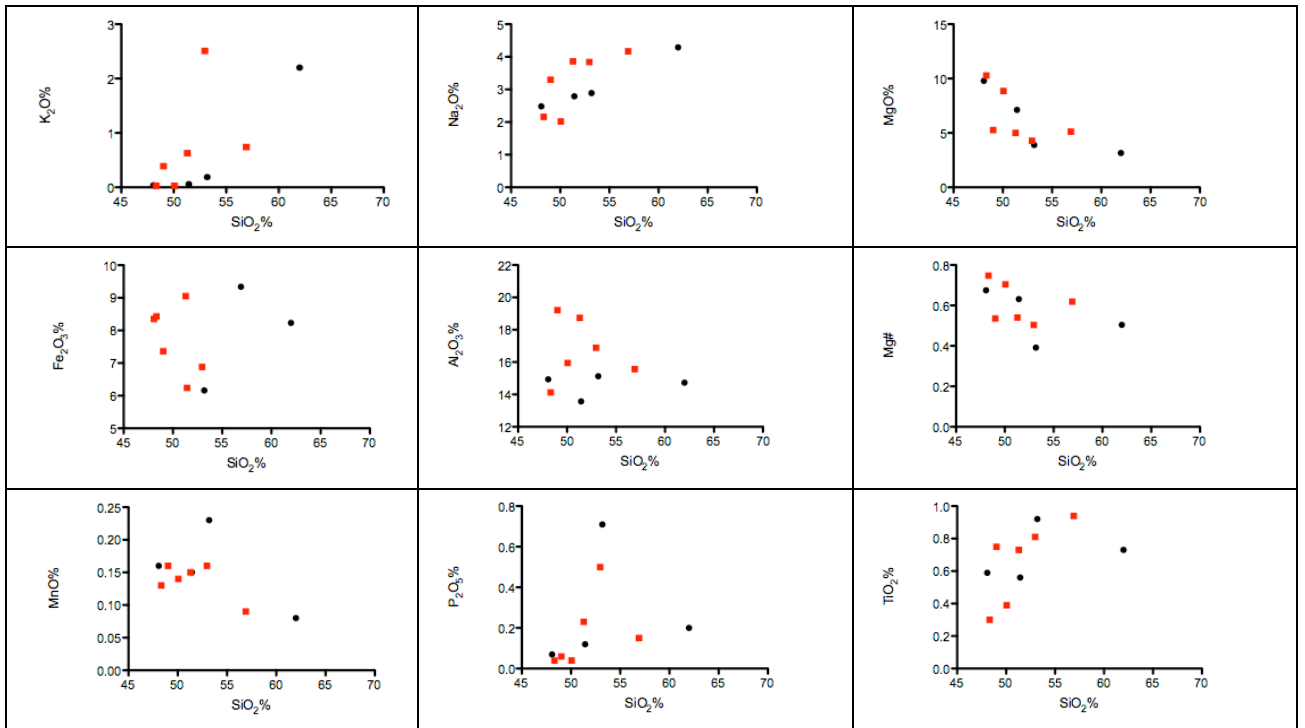 K₂O%
3
2
1
0
45 50 55 60 65 70
SiO₂%
Na₂O%
5
4
3
2
1
0
45 50 55 60 65 70
SiO₂%
MgO%
15
10
5
0
45 50 55 60 65 70
SiO₂%
Fe₂O₃%
10
9
8
7
6
5
45 50 55 60 65 70
SiO₂%
Al₂O₃%
22
20
18
16
14
12
45 50 55 60 65 70
SiO₂%
Mg#
0.8
0.6
0.4
0.2
0.0
45 50 55 60 65 70
SiO₂%
MnO%
0.25
0.20
0.15
0.10
0.05
0.00
45 50 55 60 65 70
SiO₂%
P₂O₅%
0.8
0.6
0.4
0.2
0.0
45 50 55 60 65 70
SiO₂%
TiO₂%
1.0
0.8
0.6
0.4
0.2
0.0
45 50 55 60 65 70
SiO₂%